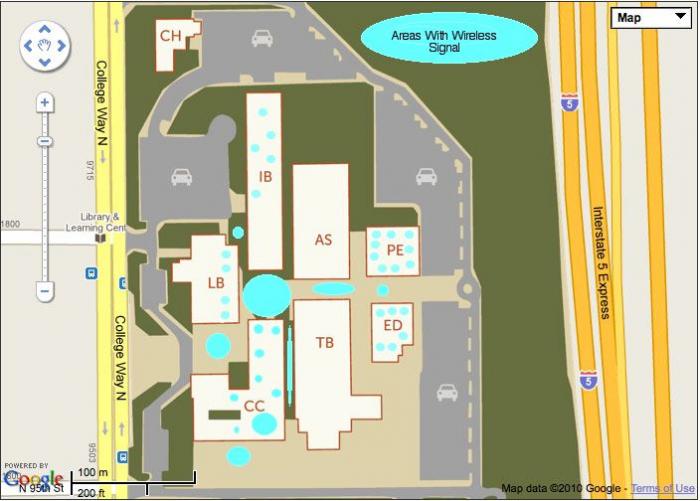 CH
Areas With Wireless
Signal
Map
College Way N
9715
5
IB
Library &
Learning Cent
1800
AS
PE
Interstate 5 Express
LB
College Way N
ED
TB
5
CC
9503
POWERED BY
Google
N 95th St
100 m
200 ft
Map data ©2010 Google - Terms of Use